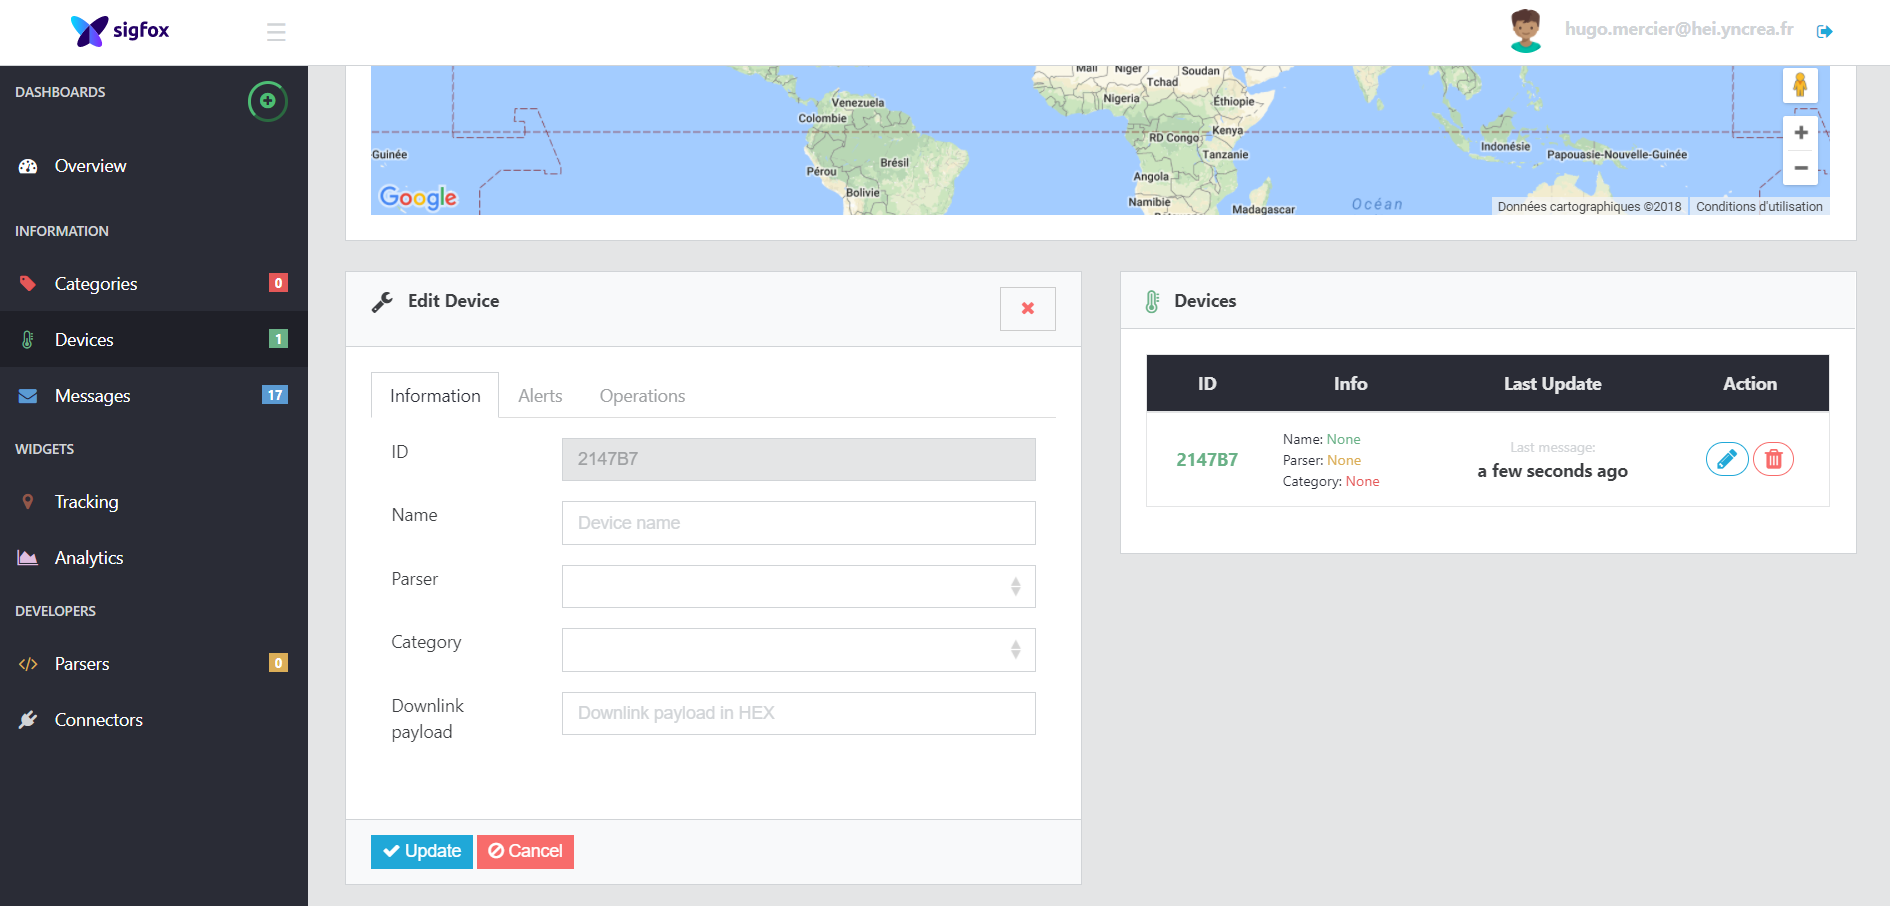 sigfox
hugo.mercier@hei.yncrea.fr
DASHBOARDS
Overview
INFORMATION
Categories 0
Devices 1
Messages 17
WIDGETS
Tracking
Analytics
DEVELOPERS
Parsers 0
Connectors
Mali Niger Soudan
Tchad
Venezuela
Nigeria
Éthiopie
Colombie
Kenya
RD Congo
Indonésie
Papouasie-Nouvelle-Guinée
Guinée
Brésil
Tanzanie
Pérou
Angola
Bolivie
Namibie
Madagascar
Océan
Google
Données cartographiques ©2018
Conditions d'utilisation
Edit Device
Information Alerts Operations
ID 2147B7
Name Device name
Parser
Category
Downlink
payload
Downlink payload in HEX
Update Cancel
Devices
ID Info Last Update Action
2147B7
Name: None
Parser: None
Category: None
Last message:
a few seconds ago